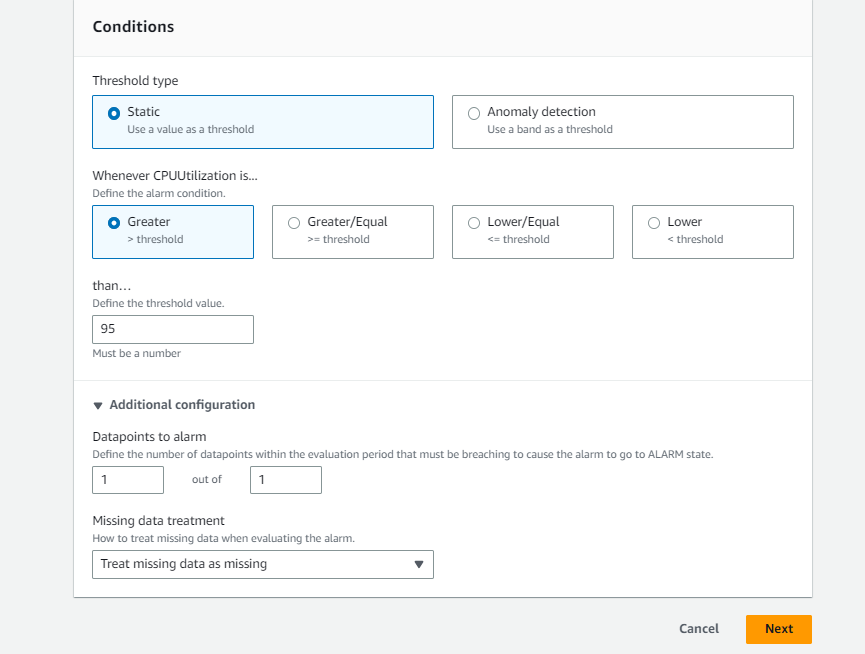 Conditions
Threshold type
Static
Use a value as a threshold
Anomaly detection
Use a band as a threshold
Whenever CPUUtilization is...
Define the alarm condition.
Greater
> threshold
Greater/Equal
>= threshold
Lower/Equal
<= threshold
Lower
< threshold
than…
Define the threshold value.
95
Must be a number
Additional configuration
Datapoints to alarm
Define the number of datapoints within the evaluation period that must be breaching to cause the alarm to go to ALARM state.
1 out of 1
Missing data treatment
How to treat missing data when evaluating the alarm.
Treat missing data as missing
Cancel Next